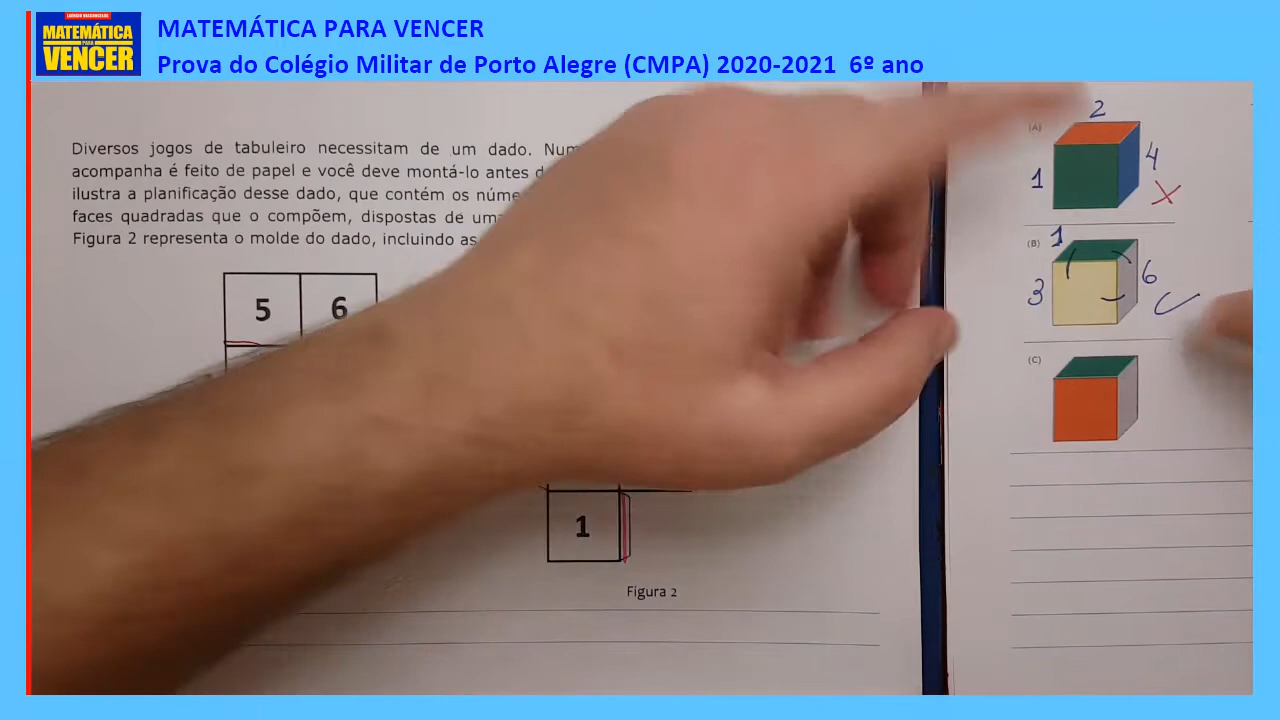 LAÉRCIO VASCONCELOS
MATEMÁTICA
PARA
VENCER
MATEMÁTICA PARA VENCER
Prova do Colégio Militar de Porto Alegre (CMPA) 2020-2021 6º ano
Diversos jogos de tabuleiro necessitam de um dado.
acompanha é feito de papel e você deve montá-lo antes
ilustra a planificação desse dado, que contém os
faces quadradas que o compõem, dispostas de
Figura 2 representa o molde do dado, incluindo as
5 6
1
Figura 2
(A)
2
1
4
X
(B)
1
3
6
(C)